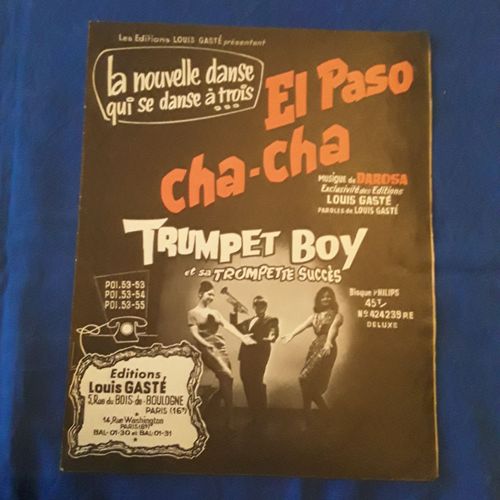 Les Editions LOUIS GASTÉ présentent
la nouvelle danse
qui se danse à trois...
El Paso
cha-cha
MUSIQUE de DAROSA
Exclusivité des Editions
LOUIS GASTÉ
PAROLES de LOUIS GASTÉ
TRUMPET BOY
et sa TROMPETTE SUCCÈS
POI.53-53
POI.53-54
POI.53-55
Disque PHILIPS
45T/
No.424239 P.E
DELUXE
Editions
Louis GASTÉ
5, Rue du BOIS-de-BOULOGNE
PARIS (16e)
14, Rue Washington
PARIS (8e)
BAL-01-30 et BAL-01-31